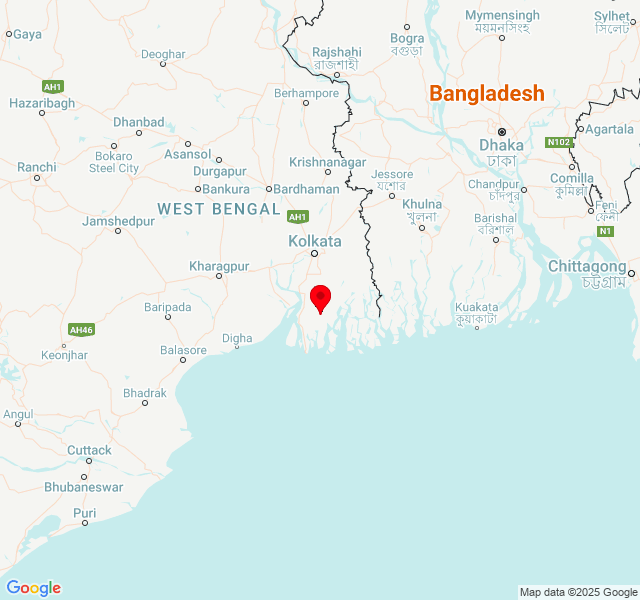 Gaya
Mymensingh
ময়মনসিংহ
Sylhet
সিলেট
Bogra
বগুড়া
Deoghar
Rajshahi
রাজশাহী
AH1
Hazaribagh
Berhampore
Bangladesh
Dhanbad
Dhaka
ঢাকা
N102
Agartala
Bokaro
Steel City
Asansol
Durgapur
Krishnanagar
Ranchi
Bankura
Bardhaman
Jessore
যশোর
Comilla
কুমিল্লা
Chandpur
চাঁদপুর
WEST BENGAL
AH1
Khulna
খুলনা
Feni
ফেনী
Jamshedpur
Barishal
বরিশাল
N1
Kolkata
Kharagpur
Chittagong
চট্টগ্রাম
Baripada
Kuakata
কুয়াকাটা
AH46
Digha
Keonjhar
Balasore
Bhadrak
Angul
Cuttack
Bhubaneswar
Puri
Google
Map data ©2025 Google